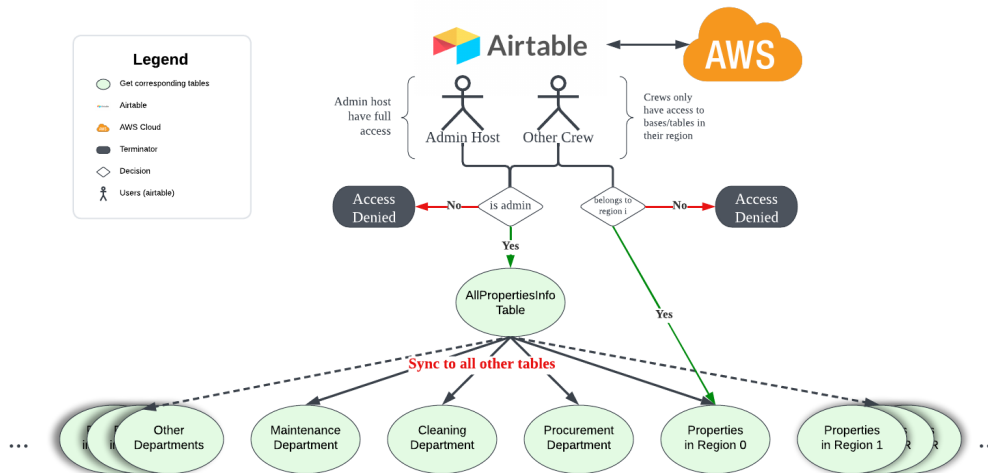 Airtable
AWS
Legend
Get corresponding tables
Airtable
AWS Cloud
Terminator
Decision
Users (airtable)
Admin host
have full
access
Admin Host
Other Crew
Crews only
have access to
bases/tables in
their region
Access
Denied
No
is admin
belongs to
region i
No
Access
Denied
Yes
AllPropertiesInfo
Table
Yes
Sync to all other tables
...
Other
Departments
Maintenance
Department
Cleaning
Department
Procurement
Department
Properties
in Region 0
Properties
in Region 1
...